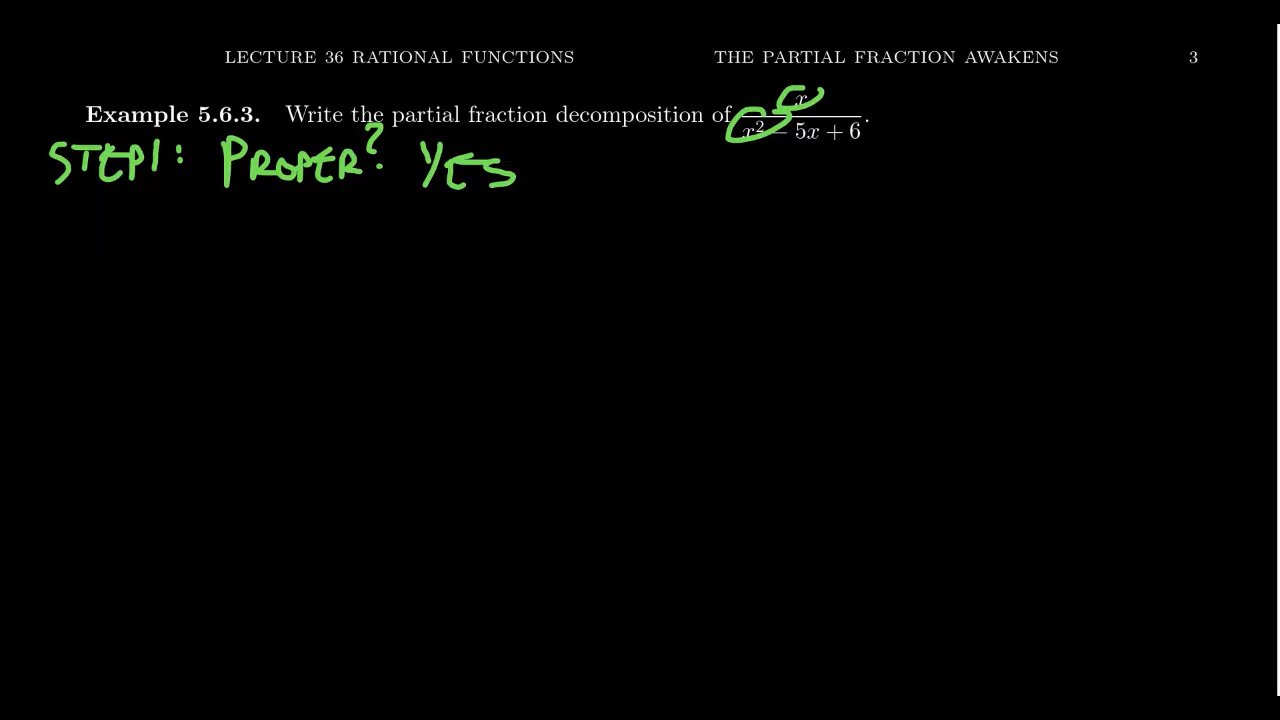 LECTURE 36 RATIONAL FUNCTIONS THE PARTIAL FRACTION AWAKENS 3
Example 5.6.3. Write the partial fraction decomposition of x/(x² − 5x + 6).
STEP 1: PROPER? YES